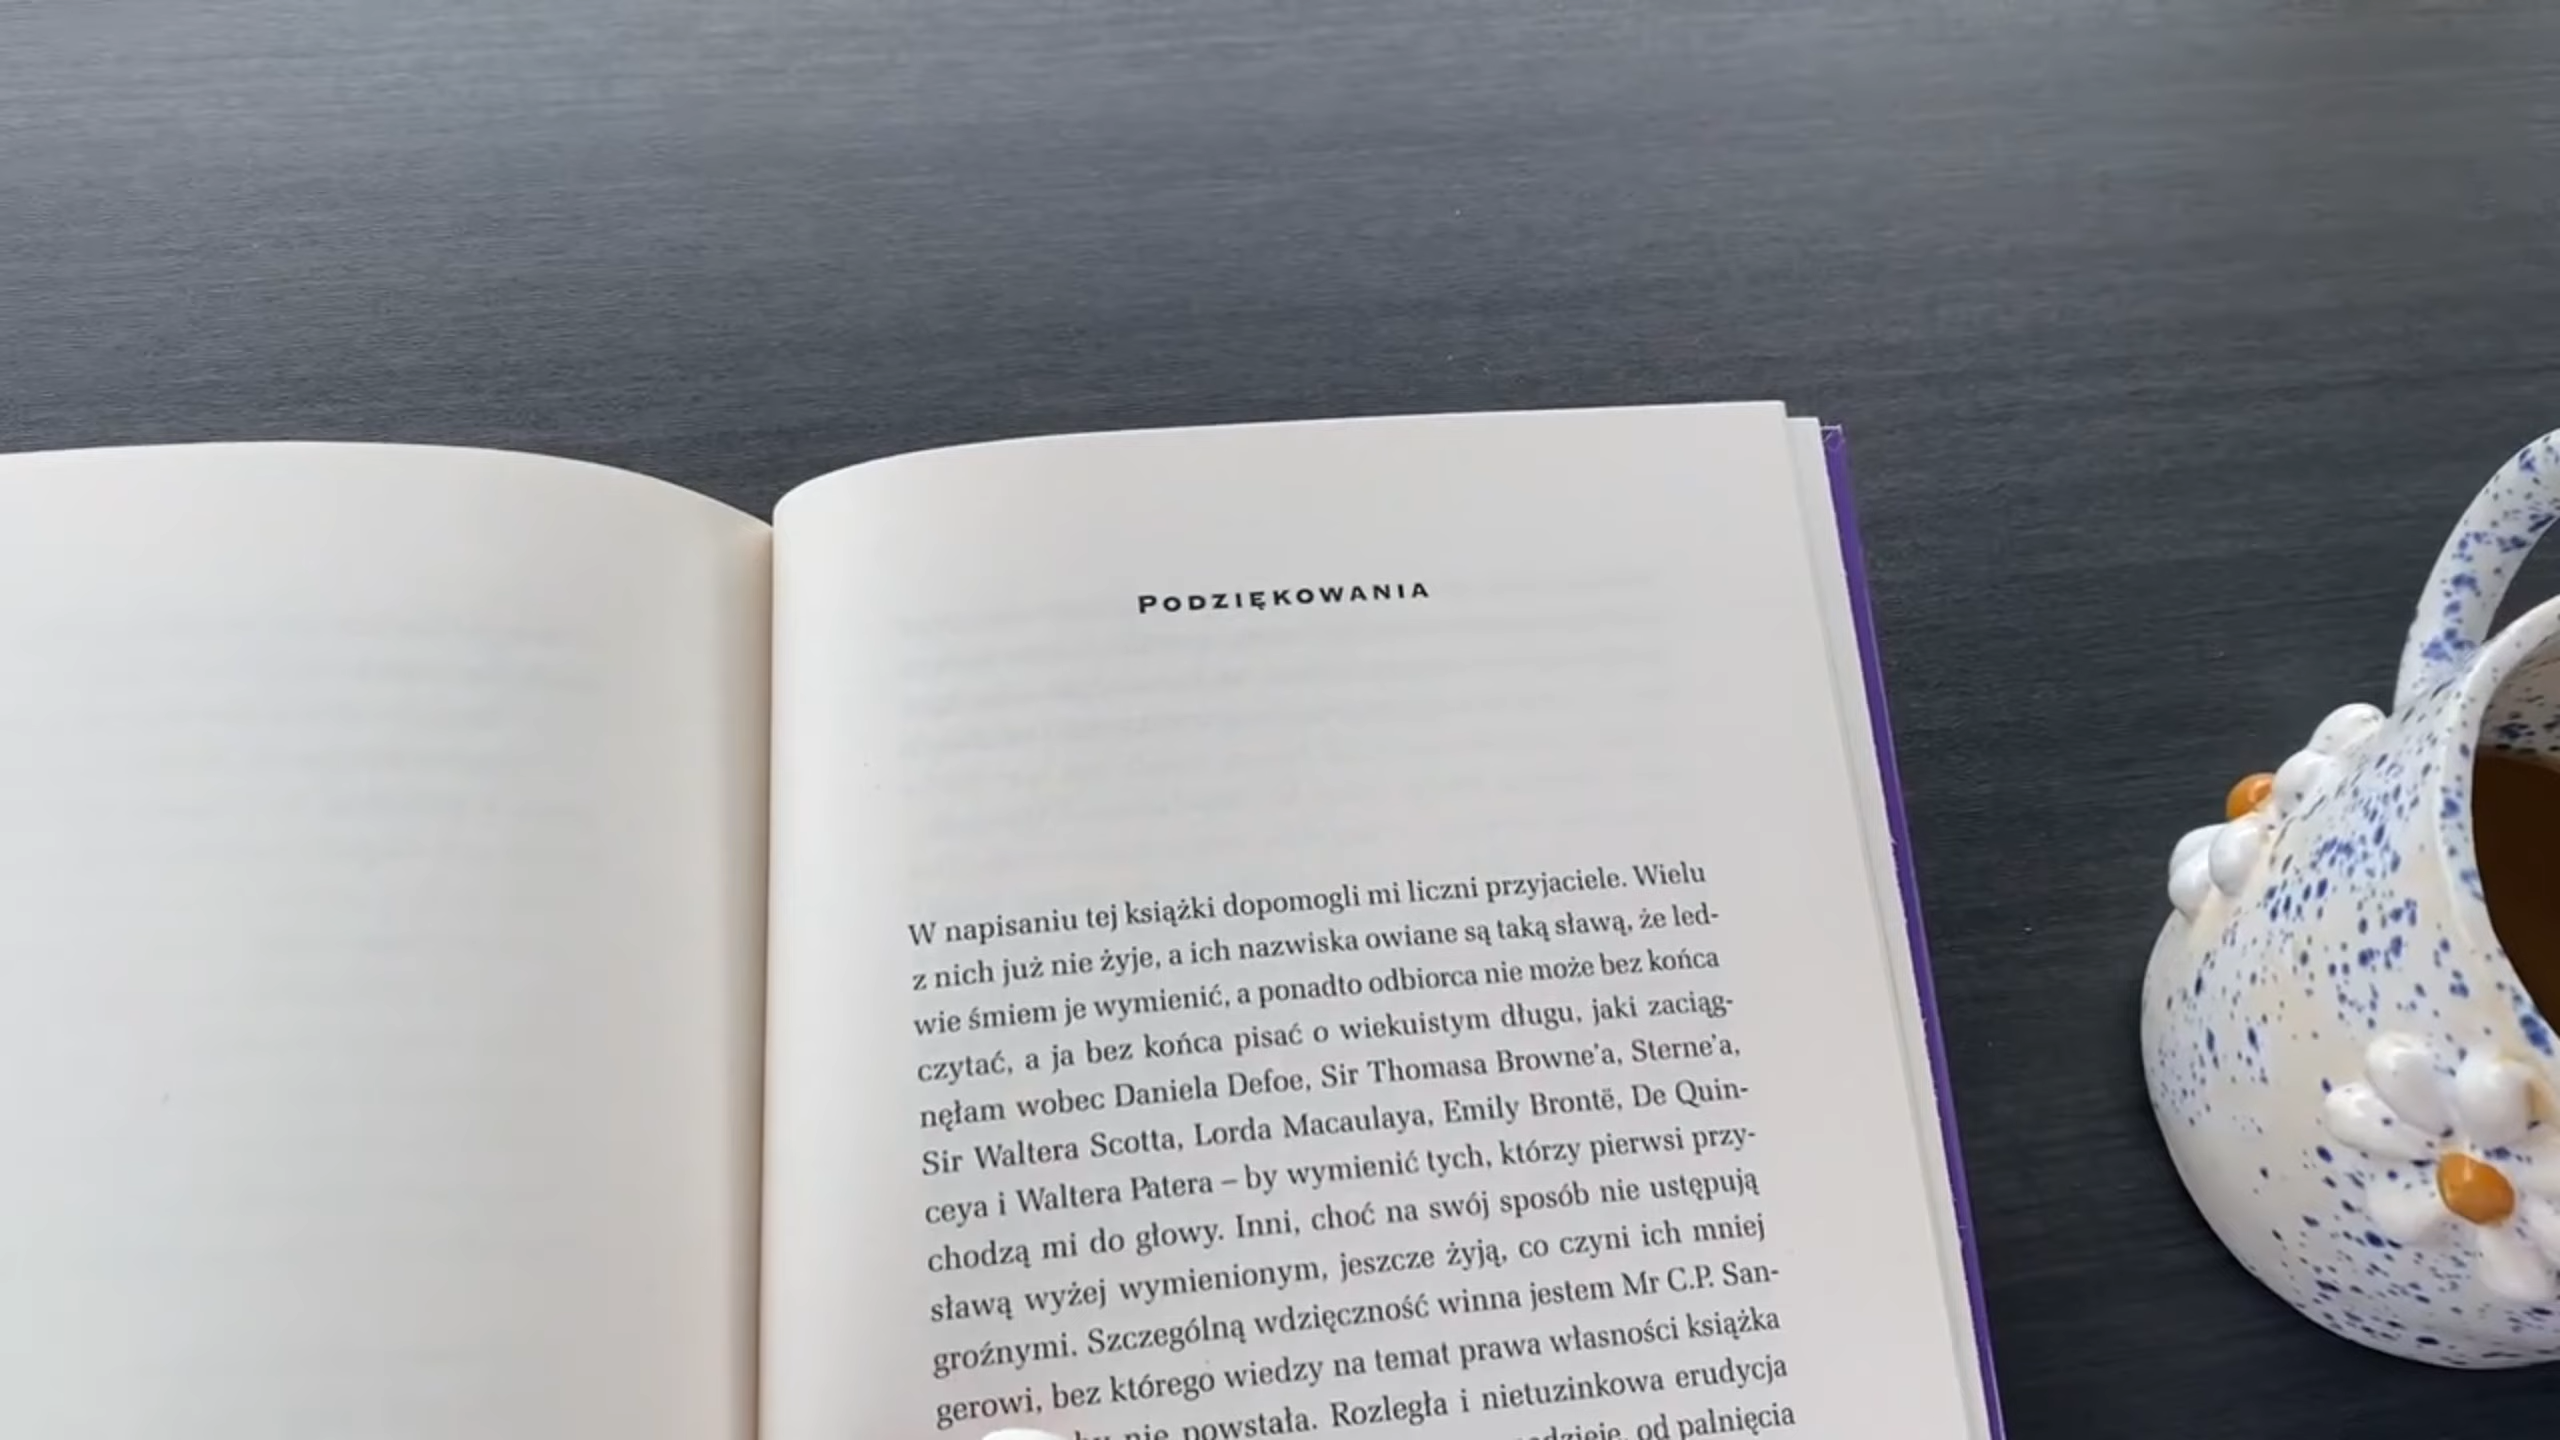 PODZIĘKOWANIA
W napisaniu tej książki dopomogli mi liczni przyjaciele. Wielu
z nich już nie żyje, a ich nazwiska owiane są taką sławą, że led-
wie śmiem je wymienić, a ponadto odbiorca nie może bez końca
czytać, a ja bez końca pisać o wiekuistym długu, jaki zaciąg-
nęłam wobec Daniela Defoe, Sir Thomasa Browne'a, Sterne'a,
Sir Waltera Scotta, Lorda Macaulaya, Emily Brontë, De Quin-
ceya i Waltera Patera – by wymienić tych, którzy pierwsi przy-
chodzą mi do głowy. Inni, choć na swój sposób nie ustępują
sławą wyżej wymienionym, jeszcze żyją, co czyni ich mniej
groźnymi. Szczególną wdzięczność winna jestem Mr C.P. San-
gerowi, bez którego wiedzy na temat prawa własności książka
nie powstała. Rozległa i nietuzinkowa erudycja
od palnięcia